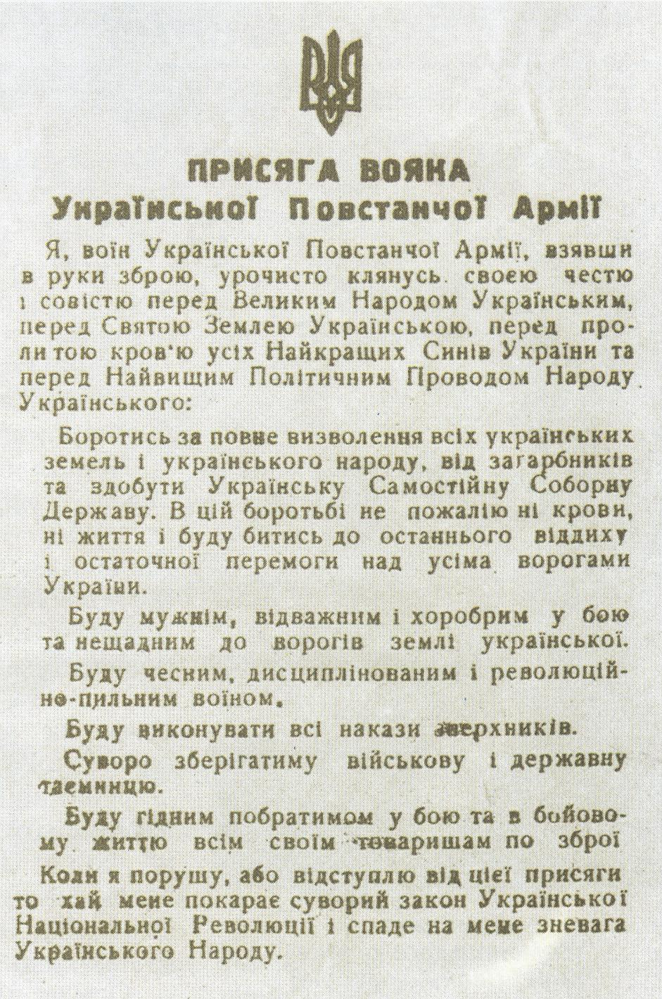 ПРИСЯГА ВОЯКА
Української Повстанчої Армії
Я, воїн Української Повстанчої Армії, взявши
в руки зброю, урочисто клянусь своєю честю
і совістю перед Великим Народом Українським,
перед Святою Землею Українською, перед про-
литою кров'ю усіх Найкращих Синів України та
перед Найвищим Політичним Проводом Народу
Українського:
Боротись за повне визволення всіх українських
земель і українського народу, від загарбників
та здобути Українську Самостійну Соборну
Державу. В цій боротьбі не пожалію ні крови,
ні життя і буду битись до останнього віддиху
і остаточної перемоги над усіма ворогами
України.
Буду мужнім, відважним і хоробрим у бою
та нещадним до ворогів землі української.
Буду чесним, дисциплінованим і революцій-
но-пильним воїном.
Буду виконувати всі накази зверхників.
Суворо зберігатиму військову і державну
таємницю.
Буду гідним побратимом у бою та в бойово-
му життю всім своїм товаришам по зброї
Коли я порушу, або відступлю від цієї присяги
то хай мене покарає суворий закон Української
Національної Революції і спаде на мене зневага
Українського Народу.